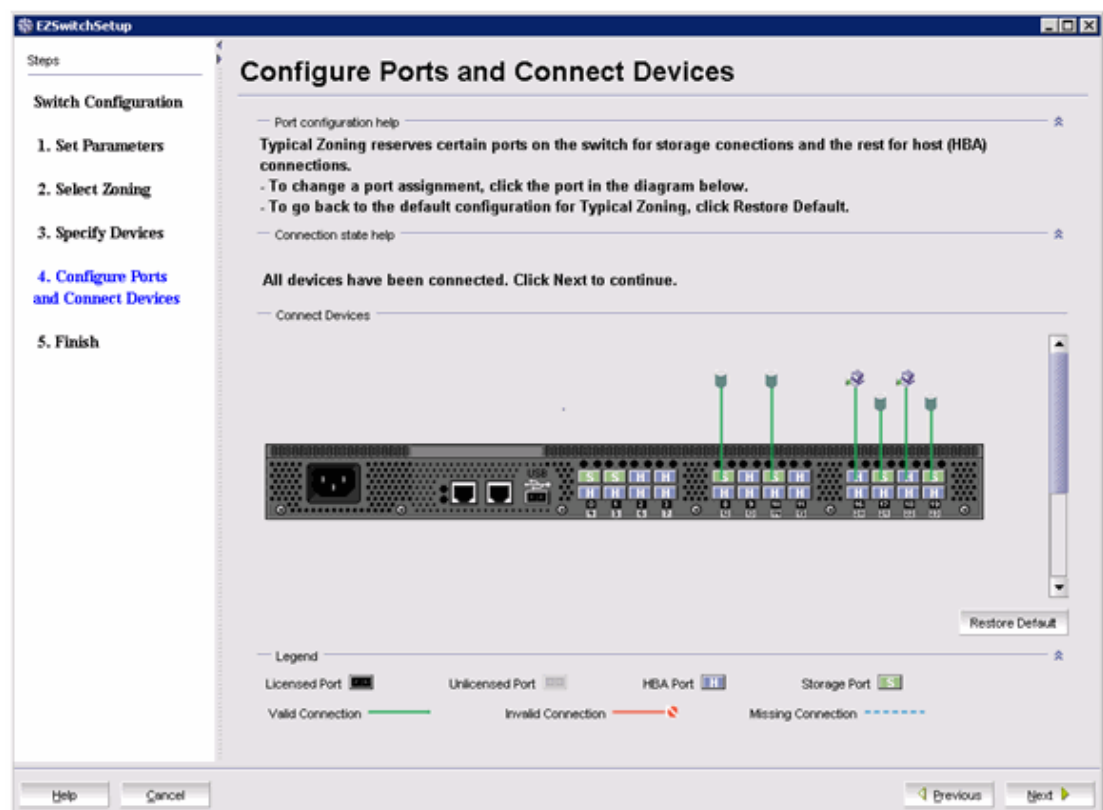 EZSwitchSetup
Steps
Switch Configuration
1. Set Parameters
2. Select Zoning
3. Specify Devices
4. Configure Ports
and Connect Devices
5. Finish
Configure Ports and Connect Devices
Port configuration help
Typical Zoning reserves certain ports on the switch for storage conections and the rest for host (HBA)
connections.
- To change a port assignment, click the port in the diagram below.
- To go back to the default configuration for Typical Zoning, click Restore Default.
Connection state help
All devices have been connected. Click Next to continue.
Connect Devices
USB
S S H H S H S H H S H S
H H H H H H H H H H H H
Restore Default
Legend
Licensed Port
Unlicensed Port
HBA Port H
Storage Port S
Valid Connection
Invalid Connection
Missing Connection
Help
Cancel
Previous
Next